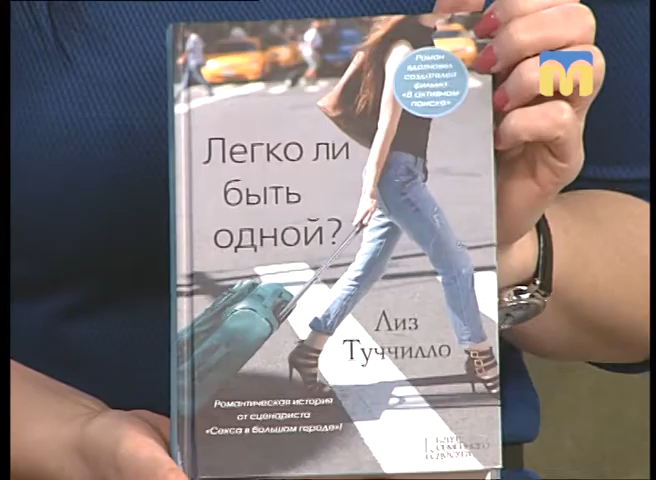 Роман
вдохновил
создателей
фильма
«В активном
поиске»
Легко ли
быть
одной?
Лиз
Туччилло
Романтическая история
от сценариста
«Секса в большом городе»!